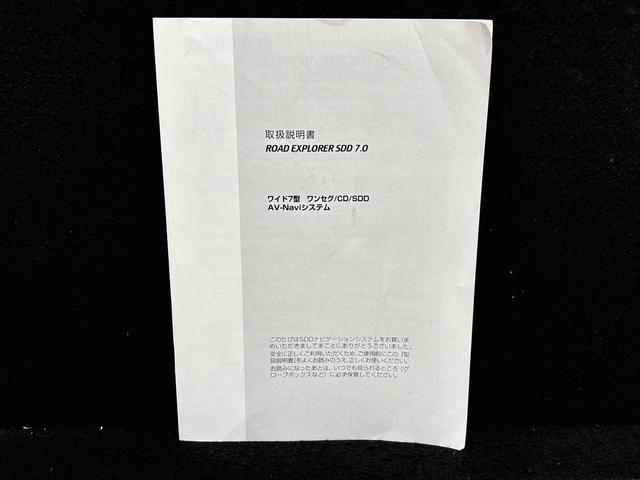 取扱説明書
ROAD EXPLORER SDD 7.0
ワイド7型 ワンセグ/CD/SDD
AV-Naviシステム
このたびはSDDナビゲーションシステムをお買い求
めいただきましてまことにありがとうございました。
安全に正しくご利用いただくため、ご使用前にこの「取
扱説明書」をよくお読みのうえ、正しくお使いください。
お読みになったあとは、いつでも見られるところ(グ
ローブボックスなど)に必ず保管してください。